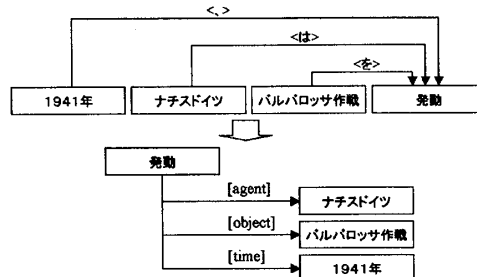 <、>
<は>
<を>
1941年 ナチスドイツ バルバロッサ作戦 発動
発動
[agent] ナチスドイツ
[object] バルバロッサ作戦
[time] 1941年